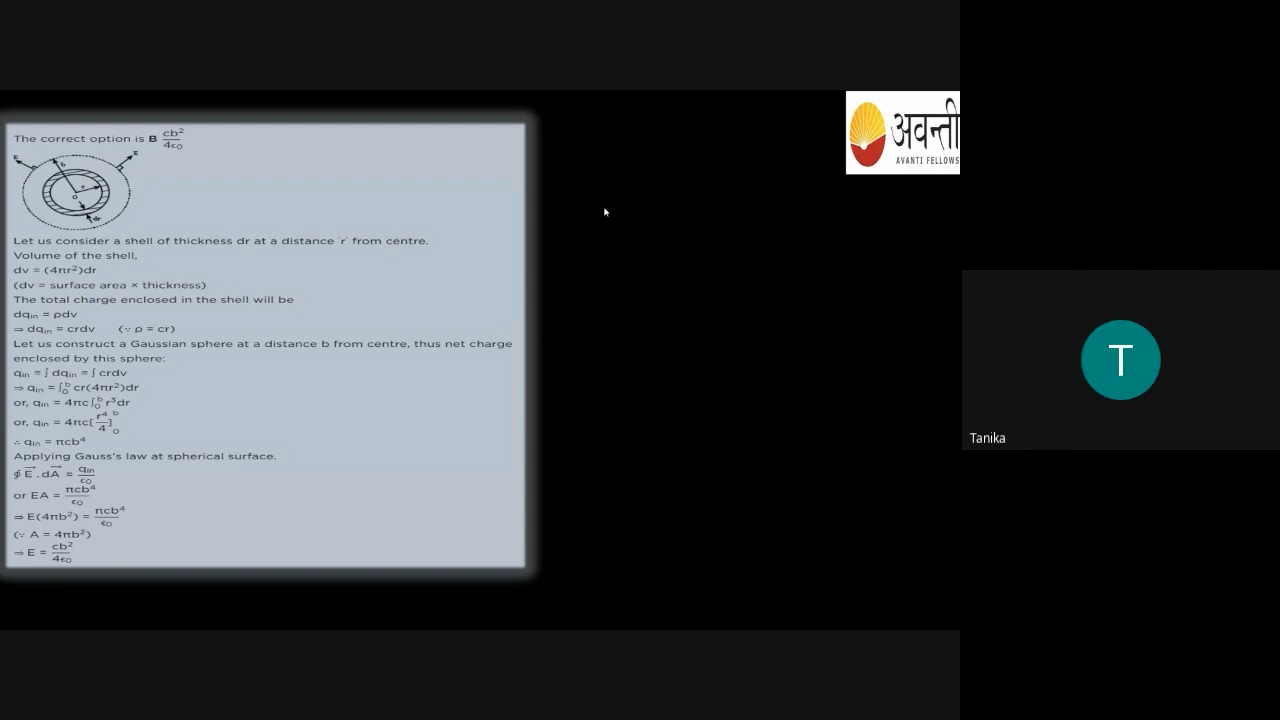 The correct option is B cb²/4ϵ₀
E
E
b
r
O
dr
Let us consider a shell of thickness dr at a distance 'r' from centre.
Volume of the shell,
dv = (4πr²)dr
(dv = surface area × thickness)
The total charge enclosed in the shell will be
dqᵢₙ = ρdv
⇒ dqᵢₙ = crdv (∵ ρ = cr)
Let us construct a Gaussian sphere at a distance b from centre, thus net charge
enclosed by this sphere:
qᵢₙ = ∫ dqᵢₙ = ∫ crdv
⇒ qᵢₙ = ∫₀ᵇ cr(4πr²)dr
or, qᵢₙ = 4πc∫₀ᵇ r³dr
or, qᵢₙ = 4πc[r⁴/4]₀ᵇ
∴ qᵢₙ = πcb⁴
Applying Gauss's law at spherical surface.
∮ E⃗ . dA⃗ = qᵢₙ/ϵ₀
or EA = πcb⁴/ϵ₀
⇒ E(4πb²) = πcb⁴/ϵ₀
(∵ A = 4πb²)
⇒ E = cb²/4ϵ₀
अवन्ती
AVANTI FELLOWS
T
Tanika